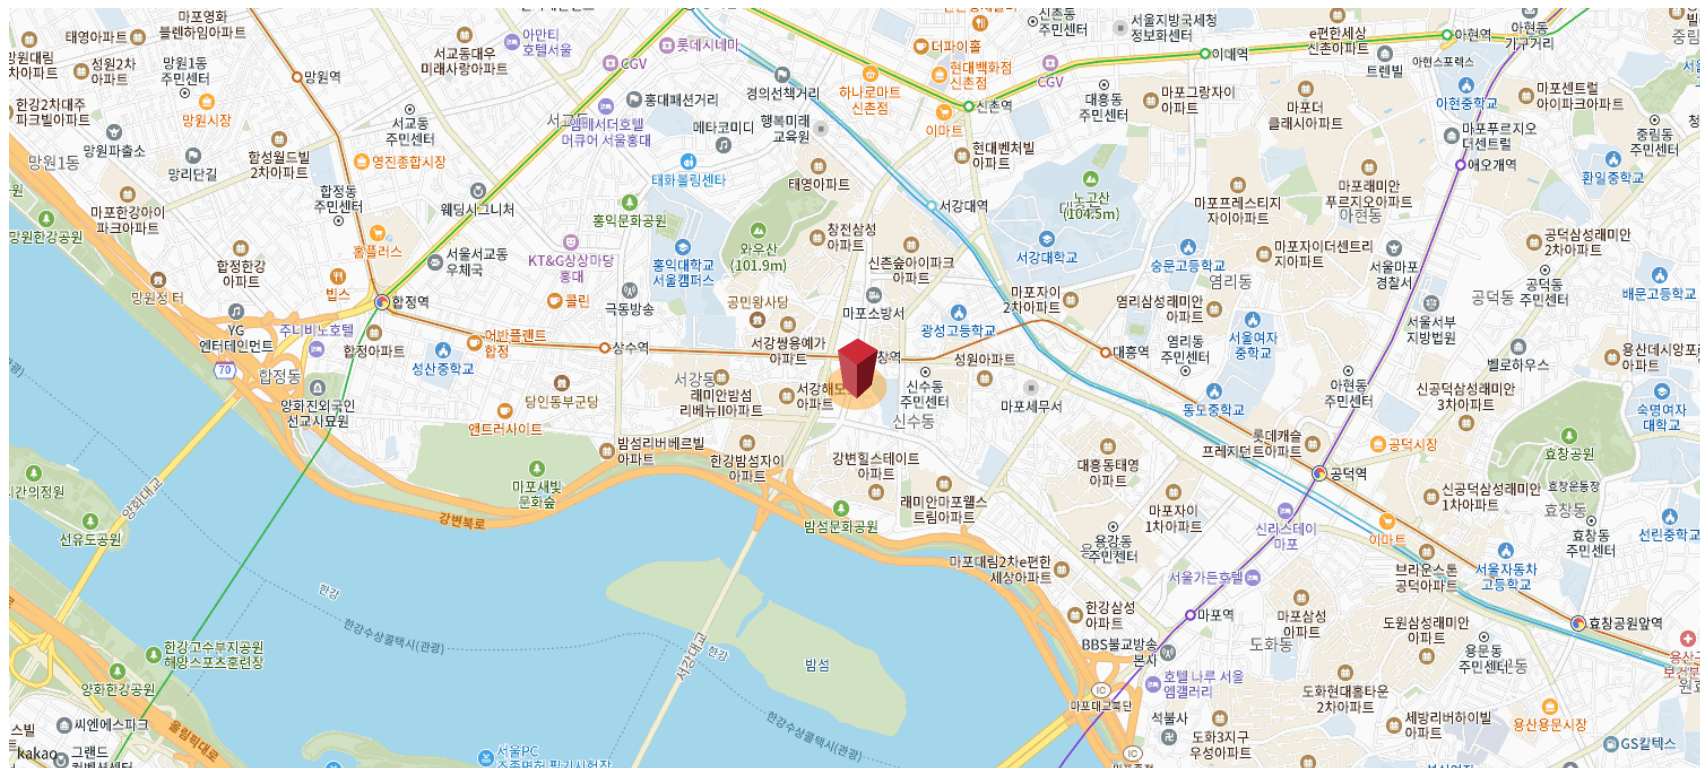 마포영화
블렌하임아파트
태영아파트
망원1동
주민센터
성원2차
아파트
한강2차대주
파크빌아파트
망원시장
망원파출소
망원1동
망리단길
마포한강아이
파크아파트
망원한강공원
망원역
서교동대우
미래사랑아파트
아만티
호텔서울
롯데시네마
CGV
서교동
주민센터
영진종합시장
합성월드빌
2차아파트
합정동
주민센터
홈플러스
합정한강
아파트
빕스
YG
엔터테인먼트
주니비노호텔
합정아파트
합정역
서울서교동
우체국
웨딩시그니처
홍대패션거리
엠배서더호텔
머큐어 서울홍대
메타코미디
태화볼링센타
홍익문화공원
KT&G상상마당
홍대
홍익대학교
서울캠퍼스
콜린
극동방송
어반플랜트
합정
상수역
성산중학교
합정동
70
양화진외국인
선교사묘원
당인동부군당
앤트러사이트
경의선책거리
행복미래
교육원
하나로마트
신촌점
더파이홀
현대백화점
신촌점
신촌역
이마트
현대벤처빌
아파트
태영아파트
와우산
(101.9m)
창전삼성
아파트
신촌숲아이파크
아파트
공민왕사당
마포소방서
서강쌍용예가
아파트
서강동
래미안밤섬
리베뉴II아파트
신수동
주민센터
신수동
서강대역
노고산
(104.5m)
서강대학교
광성고등학교
마포자이
2차아파트
성원아파트
대흥역
마포세무서
신촌동
주민센터
서울지방국세청
정보화센터
CGV
이대역
e편한세상
신촌아파트
트렌빌
아현역
아현동
가구거리
아현스포렉스
대흥동
주민센터
마포그랑자이
아파트
마포더
클래시아파트
아현중학교
마포센트럴
아이파크아파트
마포푸르지오
더센트럴
애오개역
중림동
주민센터
환일중학교
마포프레스티지
자이아파트
마포래미안
푸르지오아파트
아현동
숭문고등학교
염리동
마포자이더센트리
지아파트
서울마포
경찰서
공덕삼성래미안
2차아파트
공덕동
공덕동
주민센터
배문고등학교
염리삼성래미안
아파트
염리동
주민센터
서울여자
중학교
서울서부
지방법원
벨로하우스
아현동
주민센터
신공덕삼성래미안
3차아파트
숙명여자
대학교
동도중학교
롯데캐슬
프레지던트아파트
공덕시장
공덕역
효창공원
효창운동장
효창동
신공덕삼성래미안
1차아파트
효창동
주민센터
선린중학교
밤섬리버베르빌
아파트
한강밤섬자이
아파트
강변힐스테이트
아파트
래미안마포웰스
트림아파트
대흥동태영
아파트
마포자이
1차아파트
용강동
주민센터
신라스테이
마포
이마트
브라운스톤
공덕아파트
서울자동차
고등학교
마포새빛
문화숲
강변북로
밤섬문화공원
마포대림2차e편한
세상아파트
한강삼성
아파트
서울가든호텔
마포역
마포삼성
아파트
도화동
도원삼성래미안
아파트
용문동
주민센터
효창공원앞역
BBS불교방송
본사
호텔 나루 서울
엠갤러리
IC
마포대교북단
석불사
도화3지구
우성아파트
IC
도화현대홈타운
2차아파트
세방리버하이빌
아파트
용산용문시장
GS칼텍스
양화대교
선유도공원
한강
한강수상콜택시(관광)
서강대교
한강
밤섬
한강수상콜택시(관광)
한강고수부지공원
해양스포츠훈련장
양화한강공원
씨엔에스파크
올림픽대로
kakao
그랜드
서울PC